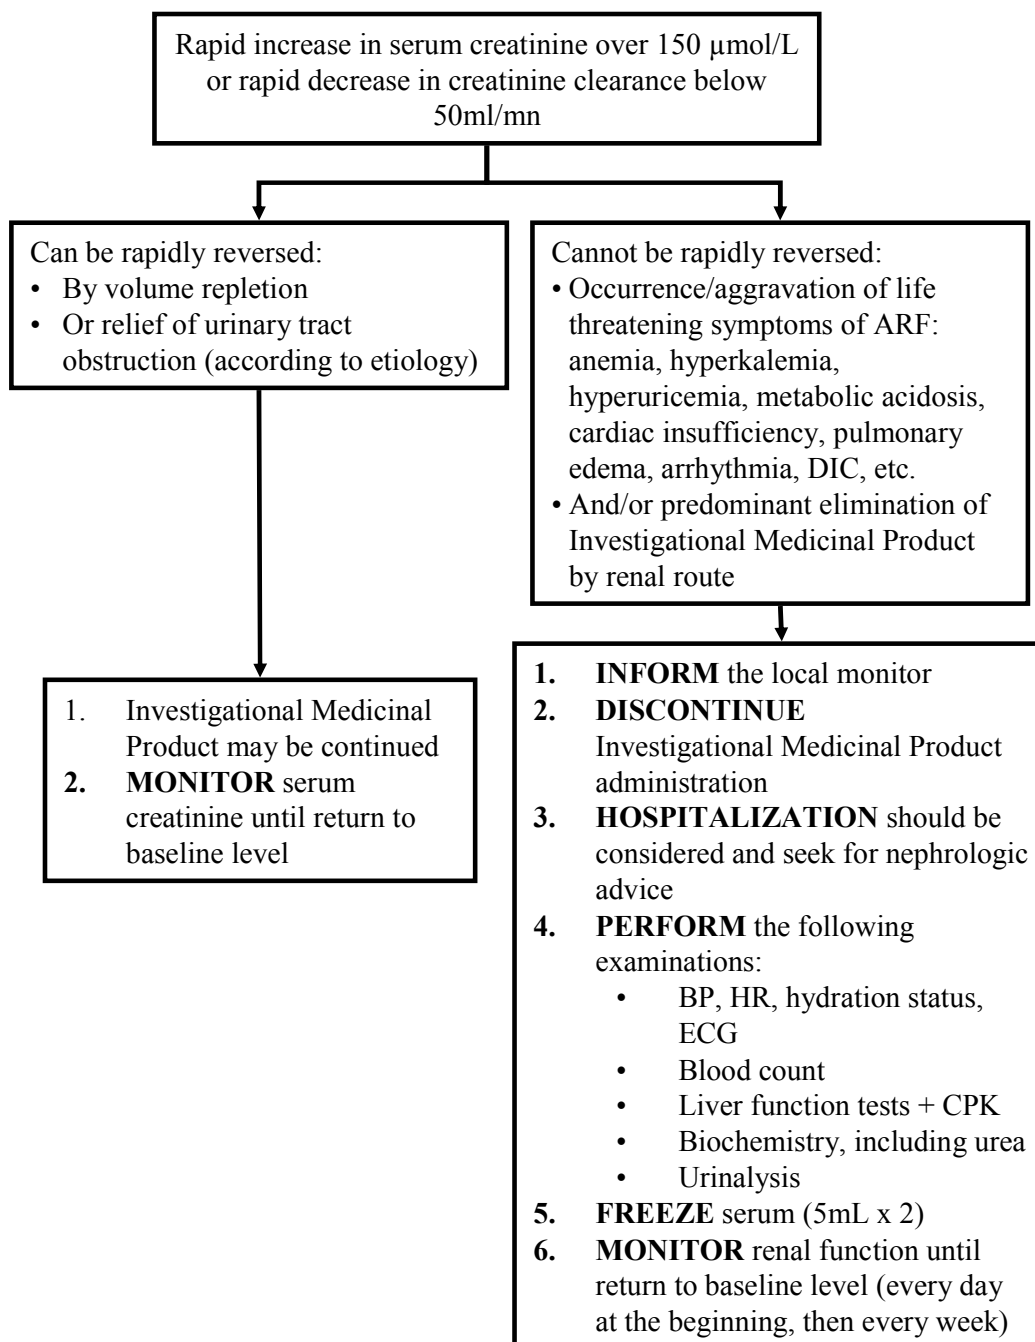 Rapid increase in serum creatinine over 150 µmol/L
or rapid decrease in creatinine clearance below
50ml/mn
Can be rapidly reversed:
• By volume repletion
• Or relief of urinary tract
obstruction (according to etiology)
Cannot be rapidly reversed:
• Occurrence/aggravation of life
threatening symptoms of ARF:
anemia, hyperkalemia,
hyperuricemia, metabolic acidosis,
cardiac insufficiency, pulmonary
edema, arrhythmia, DIC, etc.
• And/or predominant elimination of
Investigational Medicinal Product
by renal route
1. Investigational Medicinal
Product may be continued
2. MONITOR serum
creatinine until return to
baseline level
1. INFORM the local monitor
2. DISCONTINUE
Investigational Medicinal Product
administration
3. HOSPITALIZATION should be
considered and seek for nephrologic
advice
4. PERFORM the following
examinations:
• BP, HR, hydration status,
ECG
• Blood count
• Liver function tests + CPK
• Biochemistry, including urea
• Urinalysis
5. FREEZE serum (5mL x 2)
6. MONITOR renal function until
return to baseline level (every day
at the beginning, then every week)